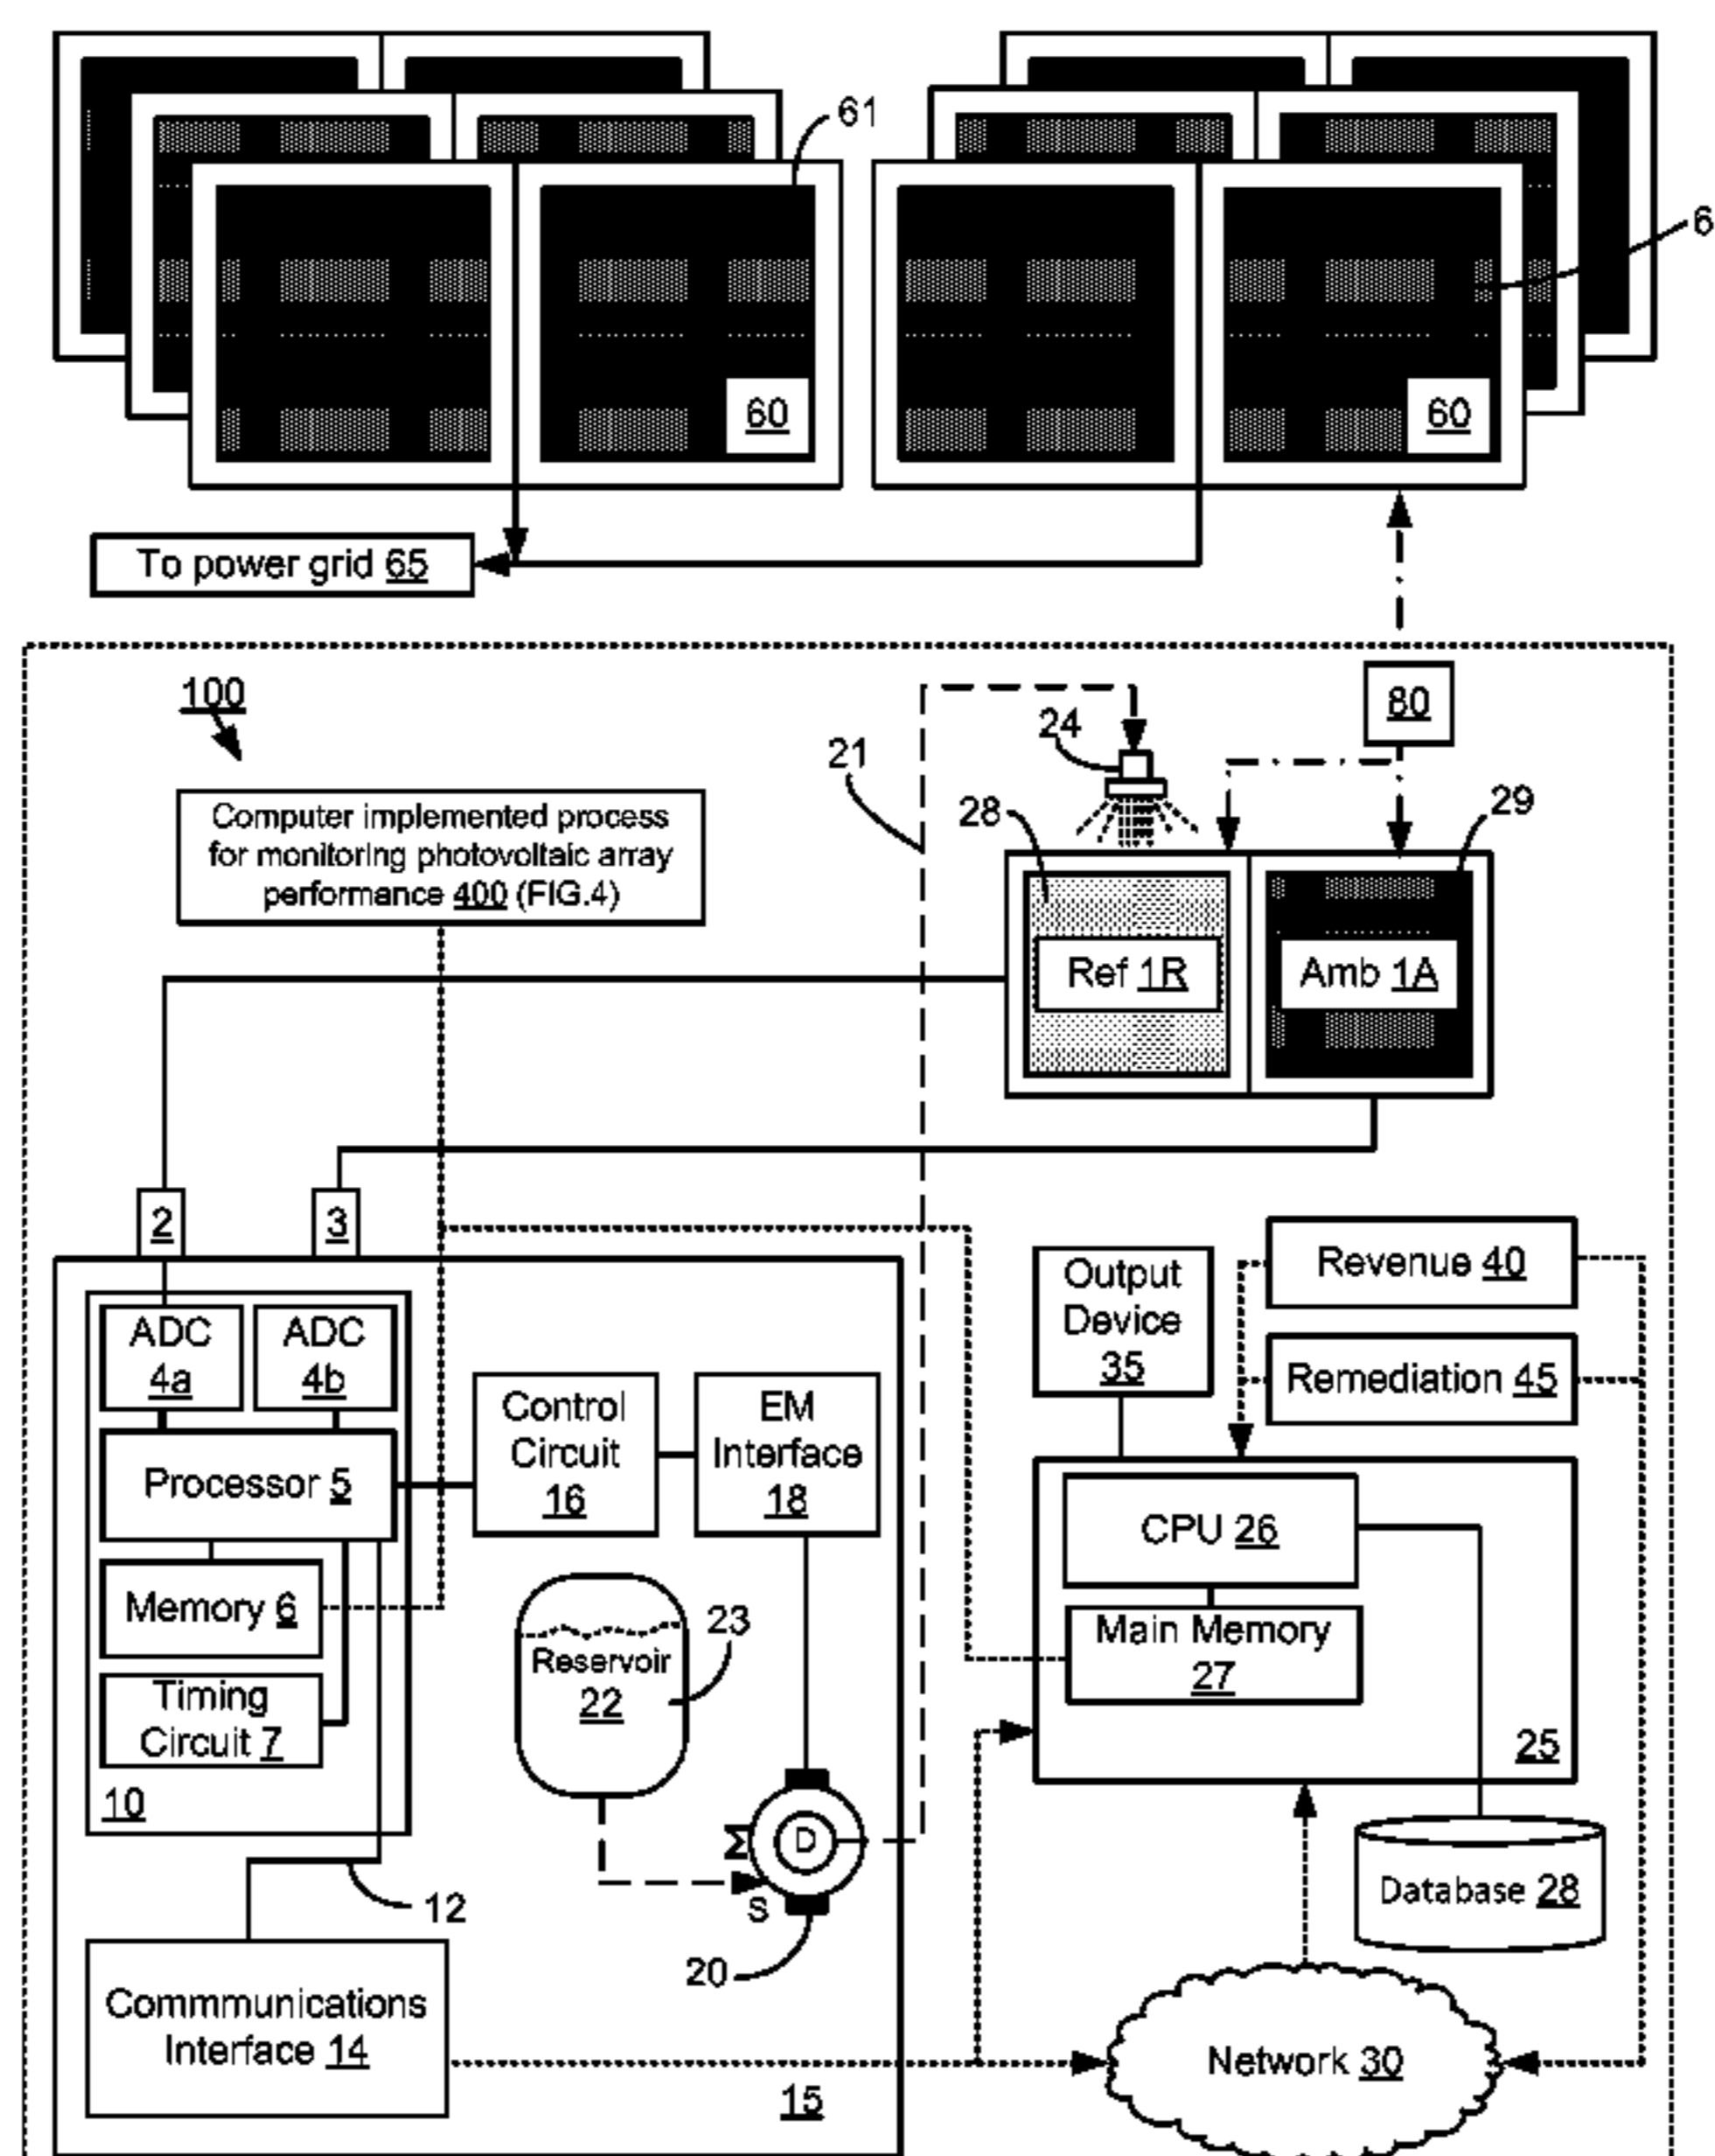 61
6
60
60
To power grid 65
100
80
24
21
28
29
Computer implemented process
for monitoring photovoltaic array
performance 400 (FIG.4)
Ref 1R
Amb 1A
2
3
Revenue 40
Output
Device
35
ADC
4a
ADC
4b
Remediation 45
Control
Circuit
16
EM
Interface
18
Processor 5
CPU 26
Memory 6
23
Reservoir
22
Main Memory
27
Timing
Circuit 7
25
10
Σ
D
S
12
Database 28
20
Commmunications
Interface 14
Network 30
15